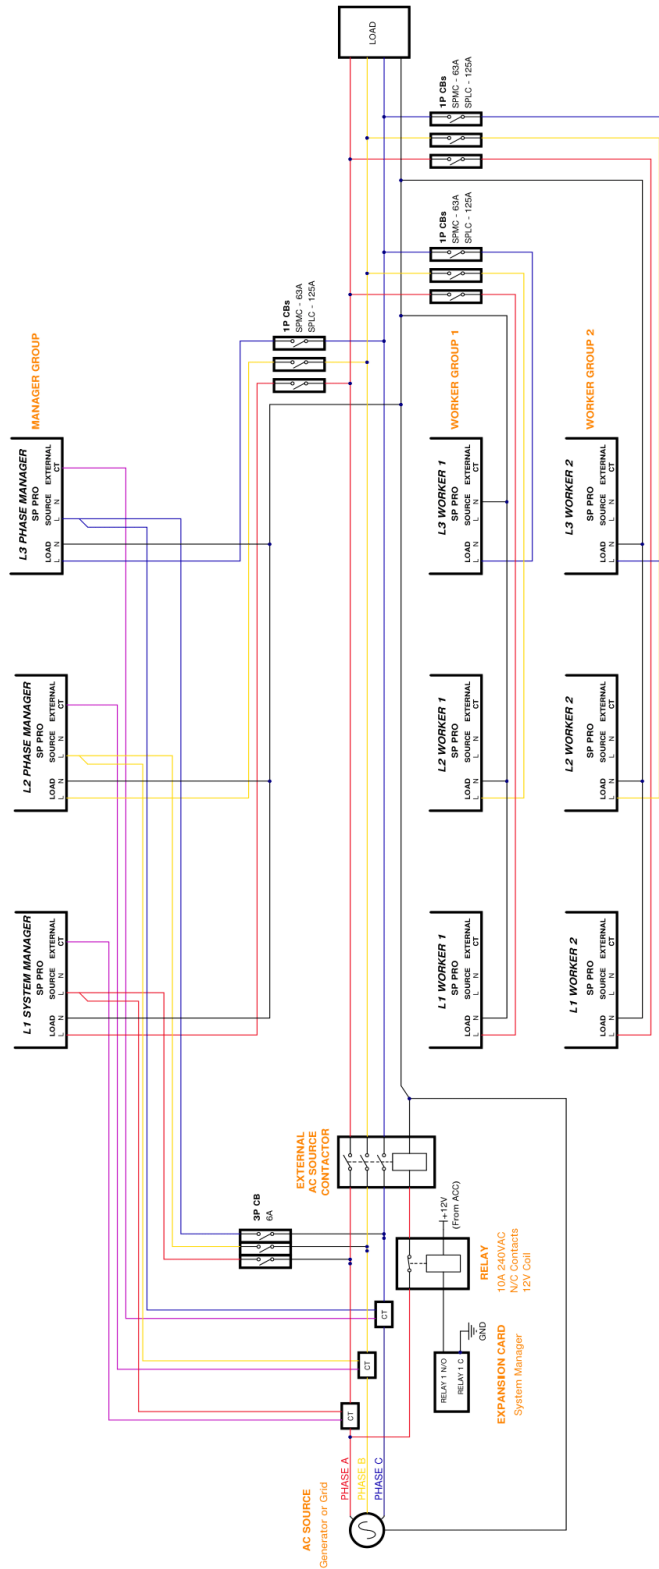 LOAD
1P CBs
SPMC - 63A
SPLC - 125A
1P CBs
SPMC - 63A
SPLC - 125A
1P CBs
SPMC - 63A
SPLC - 125A
MANAGER GROUP
WORKER GROUP 1
WORKER GROUP 2
L3 PHASE MANAGER
SP PRO
LOAD SOURCE EXTERNAL
L N L N CT
L3 WORKER 1
SP PRO
LOAD SOURCE EXTERNAL
L N L N CT
L3 WORKER 2
SP PRO
LOAD SOURCE EXTERNAL
L N L N CT
L2 PHASE MANAGER
SP PRO
LOAD SOURCE EXTERNAL
L N L N CT
L2 WORKER 1
SP PRO
LOAD SOURCE EXTERNAL
L N L N CT
L2 WORKER 2
SP PRO
LOAD SOURCE EXTERNAL
L N L N CT
L1 SYSTEM MANAGER
SP PRO
LOAD SOURCE EXTERNAL
L N L N CT
L1 WORKER 1
SP PRO
LOAD SOURCE EXTERNAL
L N L N CT
L1 WORKER 2
SP PRO
LOAD SOURCE EXTERNAL
L N L N CT
EXTERNAL
AC SOURCE
CONTACTOR
3P CB
6A
+12V
(From ACC)
RELAY
10A 240VAC
N/C Contacts
12V Coil
CT
CT
CT
GND
RELAY 1 N/O
RELAY 1 C
EXPANSION CARD
System Manager
PHASE A
PHASE B
PHASE C
AC SOURCE
Generator or Grid